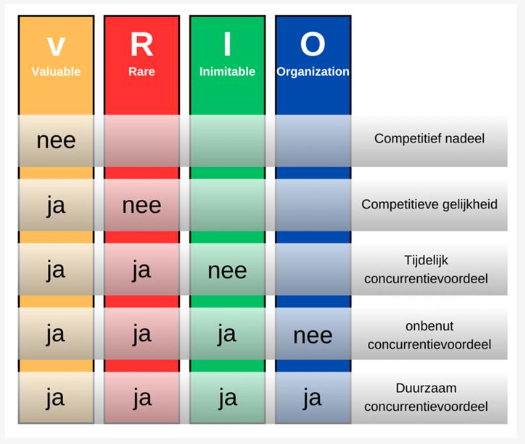 v R I O
Valuable Rare Inimitable Organization
nee Competitief nadeel
ja nee Competitieve gelijkheid
ja ja nee Tijdelijk
concurrentievoordeel
ja ja ja nee onbenut
concurrentievoordeel
ja ja ja ja Duurzaam
concurrentievoordeel